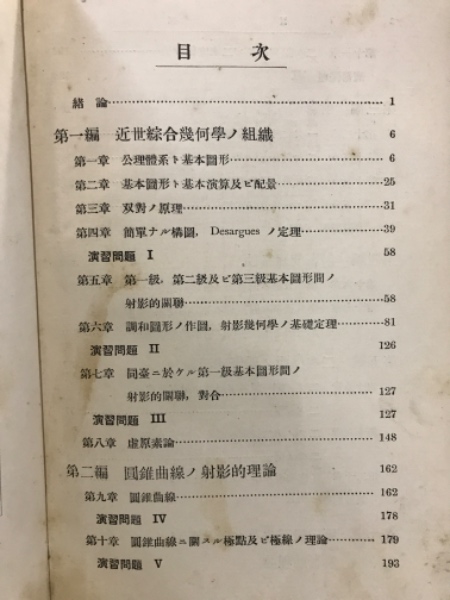 目次
緒論 1
第一編 近世綜合幾何學ノ組織 6
第一章 公理體系ト基本圖形 6
第二章 基本圖形ト基本演算及ビ配景 25
第三章 双對ノ原理 31
第四章 簡單ナル構圖, Desargues ノ定理 39
演習問題 I 58
第五章 第一級, 第二級及ビ第三級基本圖形間ノ
射影的關聯 58
第六章 調和圖形ノ作圖, 射影幾何學ノ基礎定理 81
演習問題 II 126
第七章 同臺ニ於ケル第一級基本圖形間ノ
射影的關聯, 對合 127
演習問題 III 127
第八章 虛原素論 148
第二編 圓錐曲線ノ射影的理論 162
第九章 圓錐曲線 162
演習問題 IV 178
第十章 圓錐曲線ニ關スル極點及ビ極線ノ理論 179
演習問題 V 193